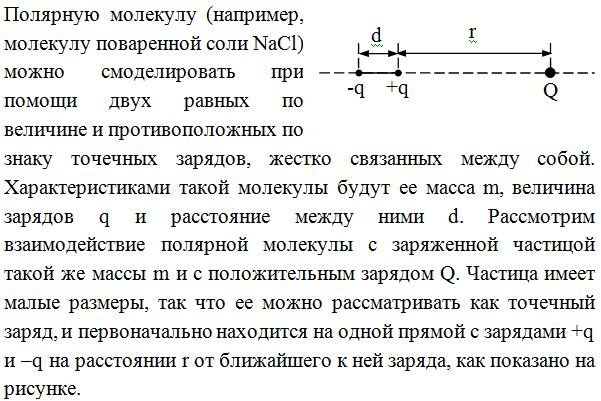 Полярную молекулу (например,
молекулу поваренной соли NaCl)
можно смоделировать при
помощи двух равных по
величине и противоположных по
знаку точечных зарядов, жестко связанных между собой.
Характеристиками такой молекулы будут ее масса m, величина
зарядов q и расстояние между ними d. Рассмотрим
взаимодействие полярной молекулы с заряженной частицой
такой же массы m и с положительным зарядом Q. Частица имеет
малые размеры, так что ее можно рассматривать как точечный
заряд, и первоначально находится на одной прямой с зарядами +q
и –q на расстоянии r от ближайшего к ней заряда, как показано на
рисунке.
d r
-q +q Q